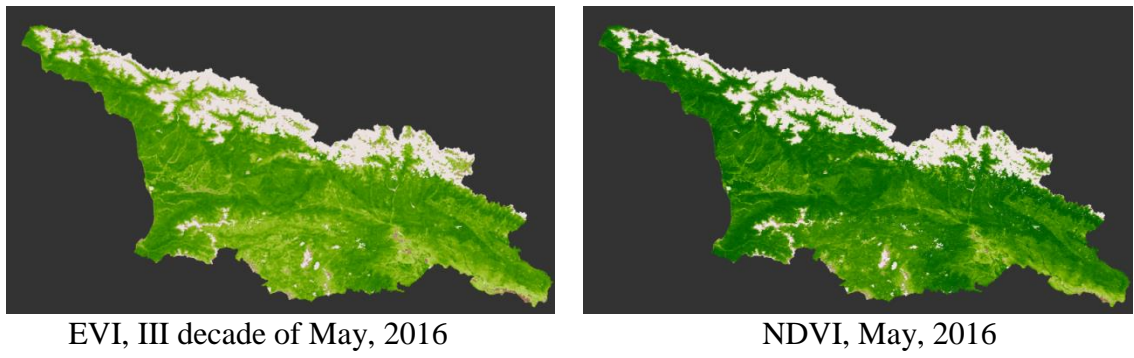 EVI, III decade of May, 2016
NDVI, May, 2016